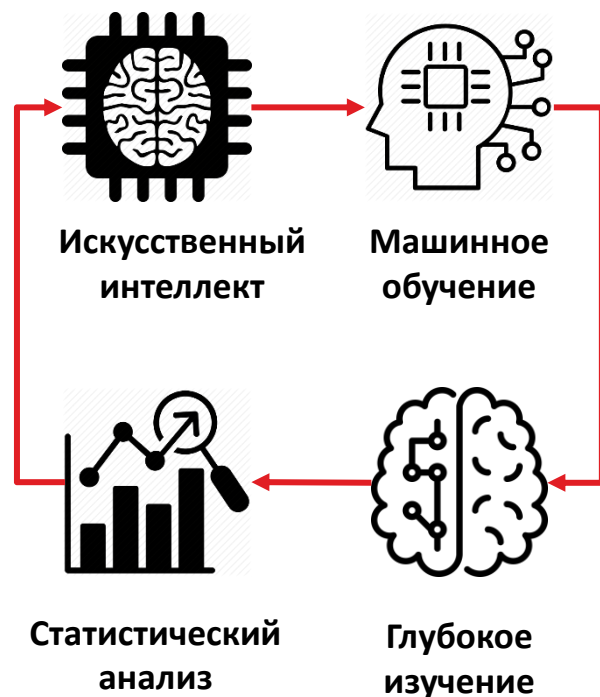 Искусственный
интеллект
Машинное
обучение
Статистический
анализ
Глубокое
изучение